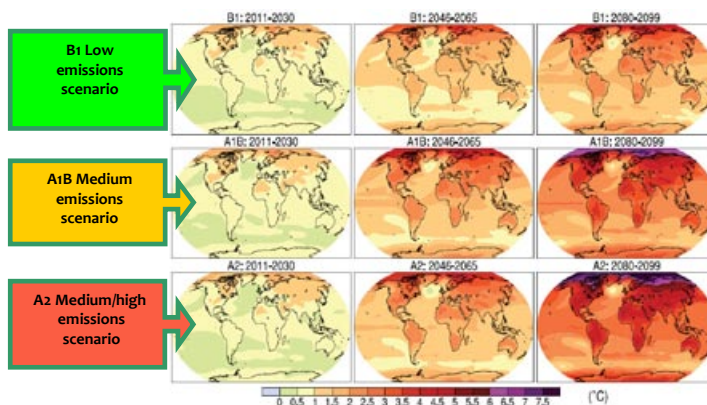 B1: 2011-2030
B1: 2046-2065
B1: 2080-2099
B1 Low
emissions
scenario
A1B: 2011-2030
A1B: 2046-2065
A1B: 2080-2099
A1B Medium
emissions
scenario
A2: 2011-2030
A2: 2046-2065
A2: 2080-2099
A2 Medium/high
emissions
scenario
0 0.5 1 1.5 2 2.5 3 3.5 4 4.5 5 5.5 6 6.5 7 7.5 (°C)